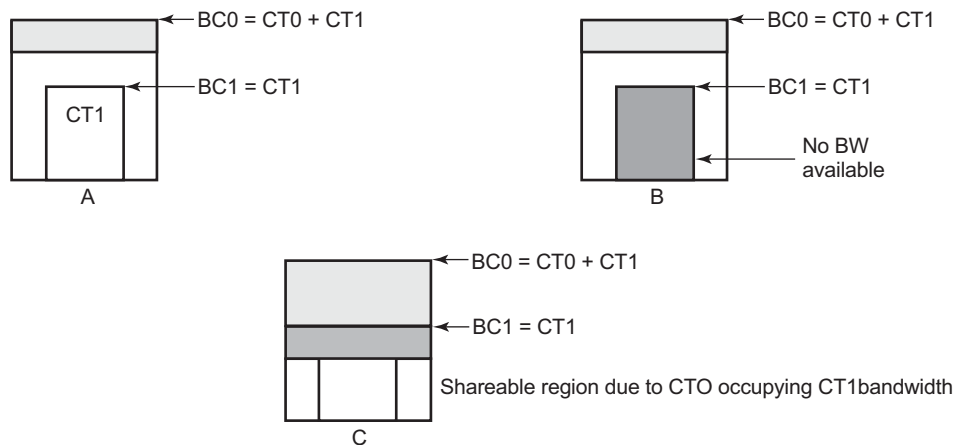 BC0 = CT0 + CT1
BC1 = CT1
CT1
A
BC0 = CT0 + CT1
BC1 = CT1
No BW
available
B
BC0 = CT0 + CT1
BC1 = CT1
Shareable region due to CTO occupying CT1bandwidth
C